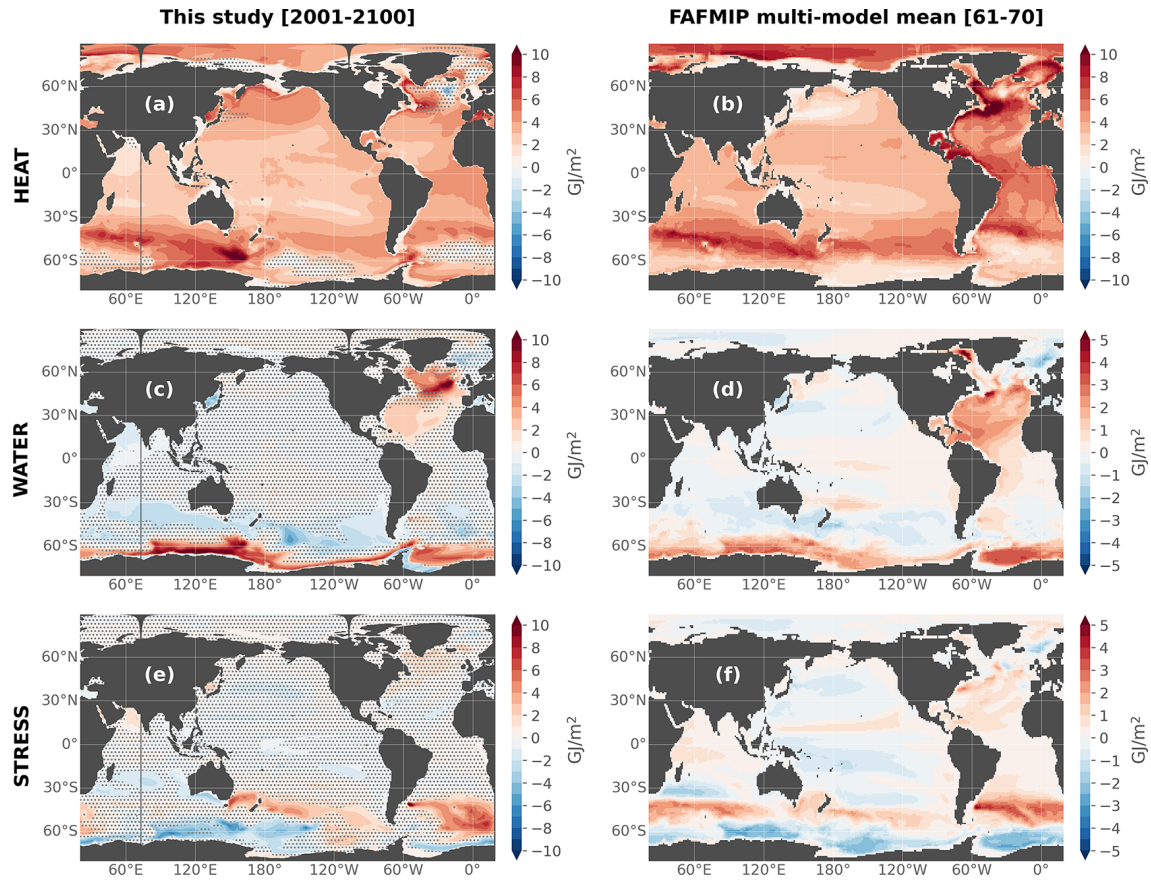 This study [2001-2100]
FAFMIP multi-model mean [61-70]
HEAT
(a)
60°N
30°N
0°
30°S
60°S
60°E 120°E 180° 120°W 60°W 0°
10
8
6
4
2
0
−2
−4
−6
−8
−10
GJ/m²
(b)
60°N
30°N
0°
30°S
60°S
60°E 120°E 180° 120°W 60°W 0°
10
8
6
4
2
0
−2
−4
−6
−8
−10
GJ/m²
WATER
(c)
60°N
30°N
0°
30°S
60°S
60°E 120°E 180° 120°W 60°W 0°
10
8
6
4
2
0
−2
−4
−6
−8
−10
GJ/m²
(d)
60°N
30°N
0°
30°S
60°S
60°E 120°E 180° 120°W 60°W 0°
5
4
3
2
1
0
−1
−2
−3
−4
−5
GJ/m²
STRESS
(e)
60°N
30°N
0°
30°S
60°S
60°E 120°E 180° 120°W 60°W 0°
10
8
6
4
2
0
−2
−4
−6
−8
−10
GJ/m²
(f)
60°N
30°N
0°
30°S
60°S
60°E 120°E 180° 120°W 60°W 0°
5
4
3
2
1
0
−1
−2
−3
−4
−5
GJ/m²